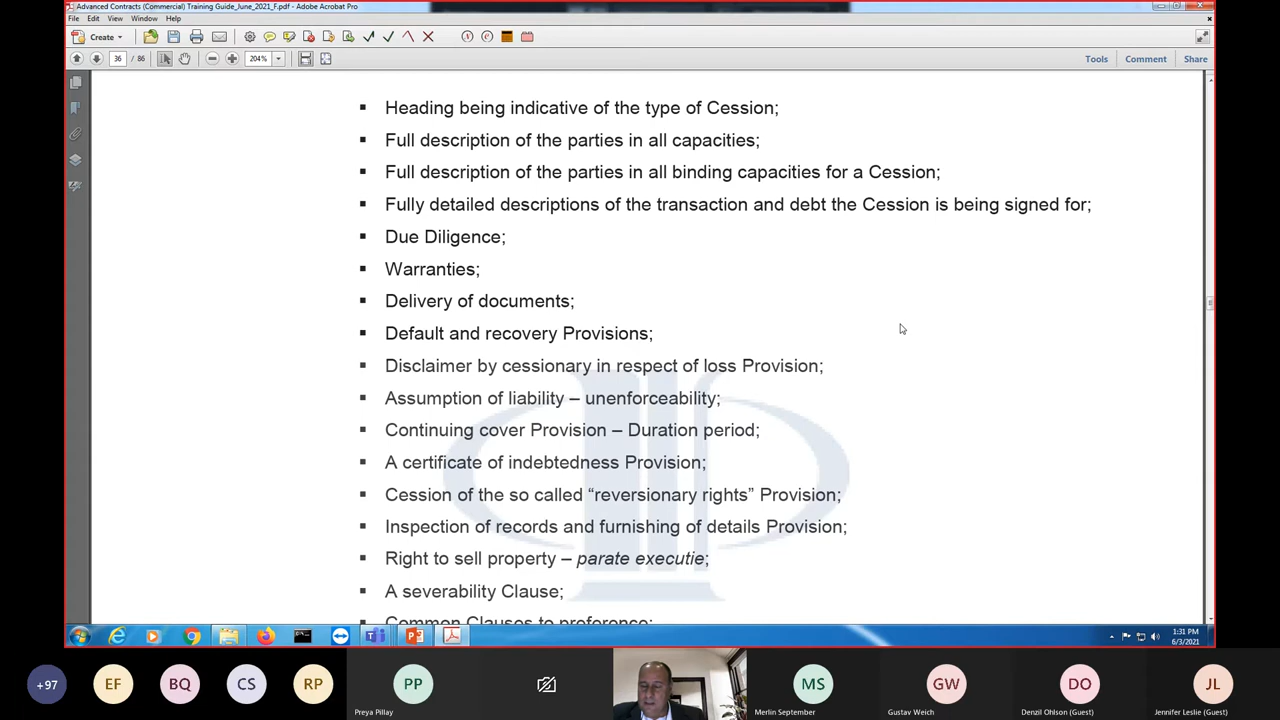 Advanced Contracts (Commercial) Training Guide_June_2021_F.pdf - Adobe Acrobat Pro
File Edit View Window Help
Create
36 / 86 204% Tools Comment Share
▪ Heading being indicative of the type of Cession;
▪ Full description of the parties in all capacities;
▪ Full description of the parties in all binding capacities for a Cession;
▪ Fully detailed descriptions of the transaction and debt the Cession is being signed for;
▪ Due Diligence;
▪ Warranties;
▪ Delivery of documents;
▪ Default and recovery Provisions;
▪ Disclaimer by cessionary in respect of loss Provision;
▪ Assumption of liability – unenforceability;
▪ Continuing cover Provision – Duration period;
▪ A certificate of indebtedness Provision;
▪ Cession of the so called “reversionary rights” Provision;
▪ Inspection of records and furnishing of details Provision;
▪ Right to sell property – parate executie;
▪ A severability Clause;
Common Clauses to preference;
1:31 PM
6/3/2021
+97 EF BQ CS RP PP MS GW DO JL
Preya Pillay Merlin September Gustav Weich Denzil Ohlson (Guest) Jennifer Leslie (Guest)